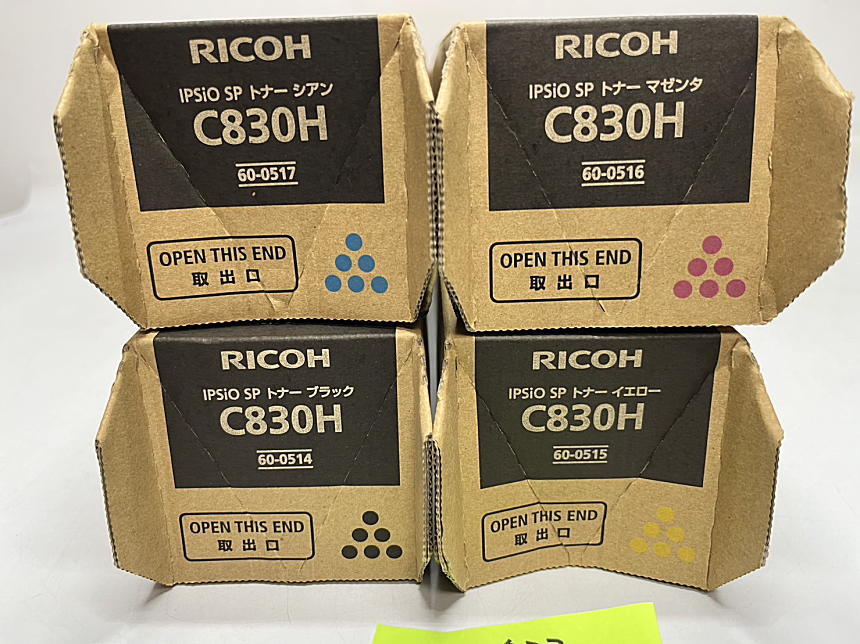 RICOH
IPSiO SP トナー シアン
C830H
60-0517
OPEN THIS END
取出口
RICOH
IPSiO SP トナー マゼンタ
C830H
60-0516
OPEN THIS END
取出口
RICOH
IPSiO SP トナー ブラック
C830H
60-0514
OPEN THIS END
取出口
RICOH
IPSiO SP トナー イエロー
C830H
60-0515
OPEN THIS END
取出口